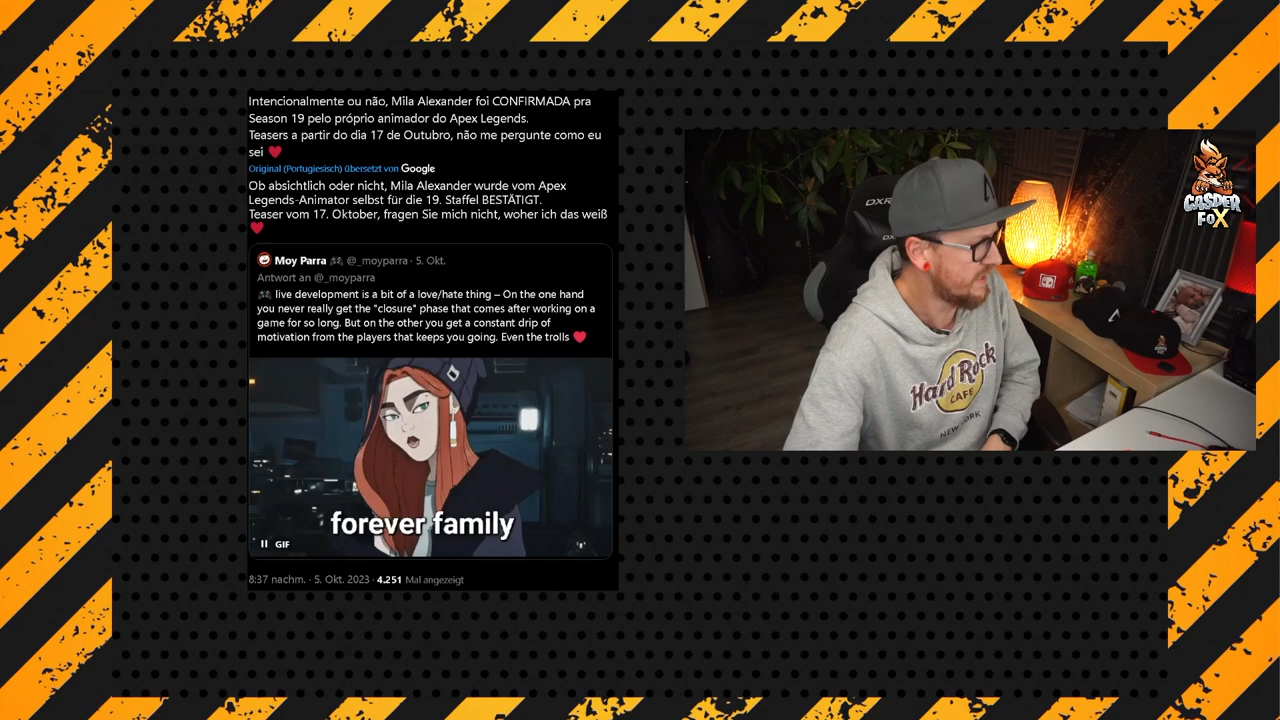 Intencionalmente ou não, Mila Alexander foi CONFIRMADA pra
Season 19 pelo próprio animador do Apex Legends.
Teasers a partir do dia 17 de Outubro, não me pergunte como eu
sei ❤️
Original (Portugiesisch) übersetzt von Google
Ob absichtlich oder nicht, Mila Alexander wurde vom Apex
Legends-Animator selbst für die 19. Staffel BESTÄTIGT.
Teaser vom 17. Oktober, fragen Sie mich nicht, woher ich das weiß
❤️
Moy Parra 🎮 @_moyparra · 5. Okt.
Antwort an @_moyparra
🎮 live development is a bit of a love/hate thing – On the one hand
you never really get the "closure" phase that comes after working on a
game for so long. But on the other you get a constant drip of
motivation from the players that keeps you going. Even the trolls ❤️
forever family
GIF
8:37 nachm. · 5. Okt. 2023 · 4.251 Mal angezeigt
DXR
DX
Hard Rock
CAFE
NEW YORK
CASPER
FOX